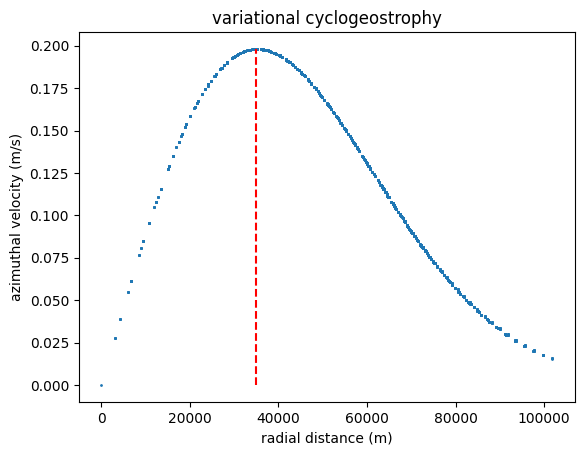 variational cyclogeostrophy
azimuthal velocity (m/s)
0.200
0.175
0.150
0.125
0.100
0.075
0.050
0.025
0.000
0 20000 40000 60000 80000 100000
radial distance (m)